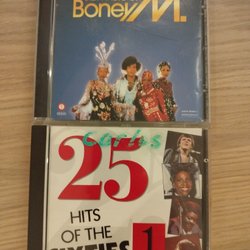 Boney M.
Carlos
25
HITS
OF THE
SIXTIES
1